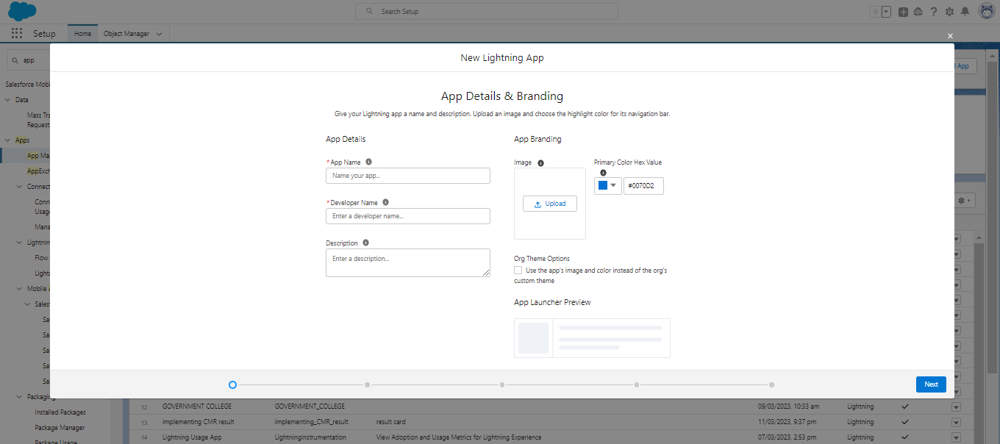 Search Setup
Setup
Home
Object Manager
app
Salesforce Mobi
Data
Mass Tra
Request
Apps
App Ma
AppExch
Connect
Conn
Usage
Mana
Lightnin
Flow
Lightn
Mobile A
Sales
Sa
Sa
Sa
Sa
Sa
Packaging
Installed Packages
Package Manager
Package Usage
App
New Lightning App
App Details & Branding
Give your Lightning app a name and description. Upload an image and choose the highlight color for its navigation bar.
App Details
*App Name
Name your app...
*Developer Name
Enter a developer name...
Description
Enter a description...
App Branding
Image
Upload
Primary Color Hex Value
#0070D2
Org Theme Options
Use the app's image and color instead of the org's
custom theme
App Launcher Preview
Next
12 GOVERNMENT COLLEGE GOVERNMENT_COLLEGE 09/03/2023, 10:33 am Lightning
13 implementing CMR result implementing_CMR_result result card 11/03/2023, 9:37 pm Lightning
14 Lightning Usage App LightningInstrumentation View Adoption and Usage Metrics for Lightning Experience 07/03/2023, 2:53 pm Lightning